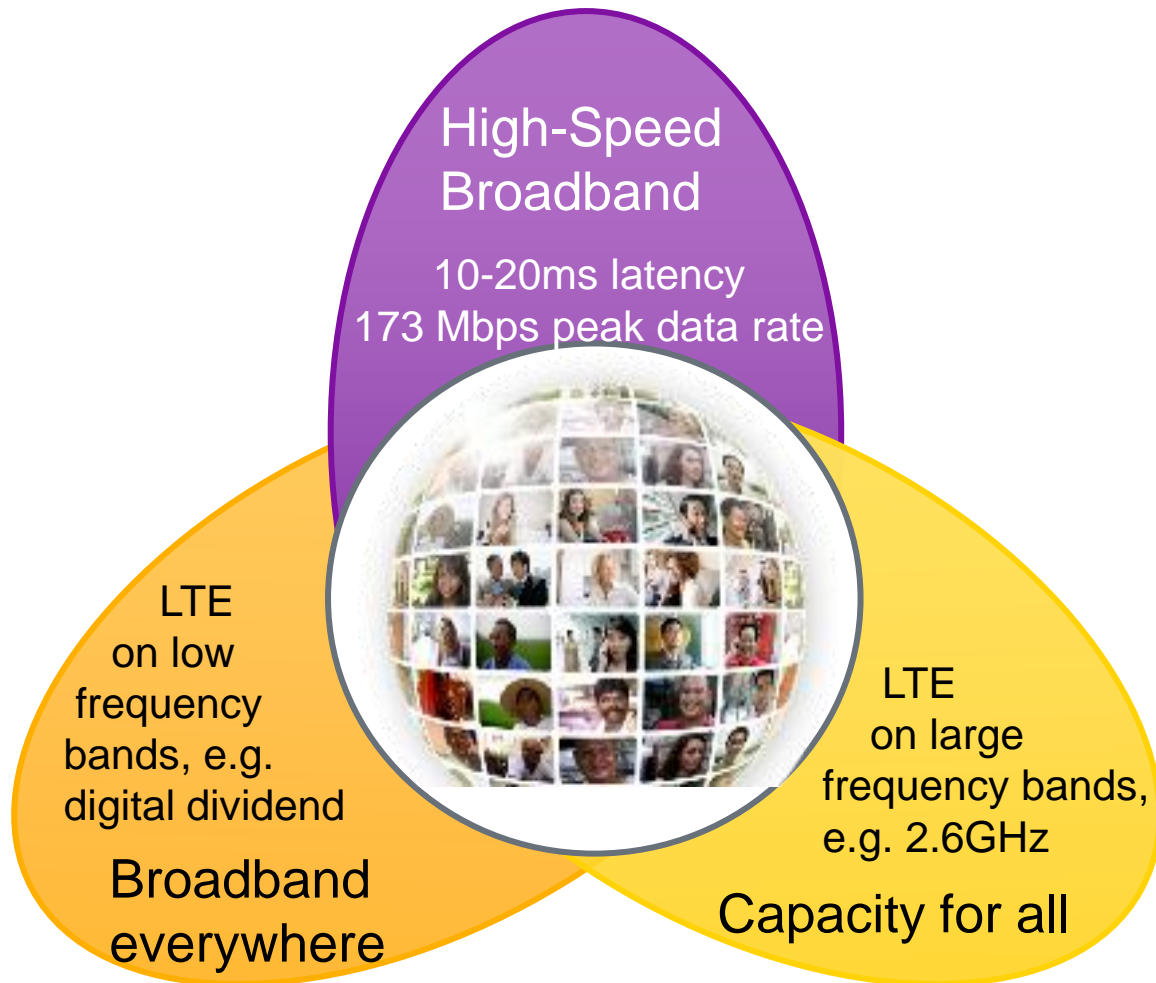 High-Speed
Broadband
10-20ms latency
173 Mbps peak data rate
LTE
on low
frequency
bands, e.g.
digital dividend
Broadband
everywhere
LTE
on large
frequency bands,
e.g. 2.6GHz
Capacity for all